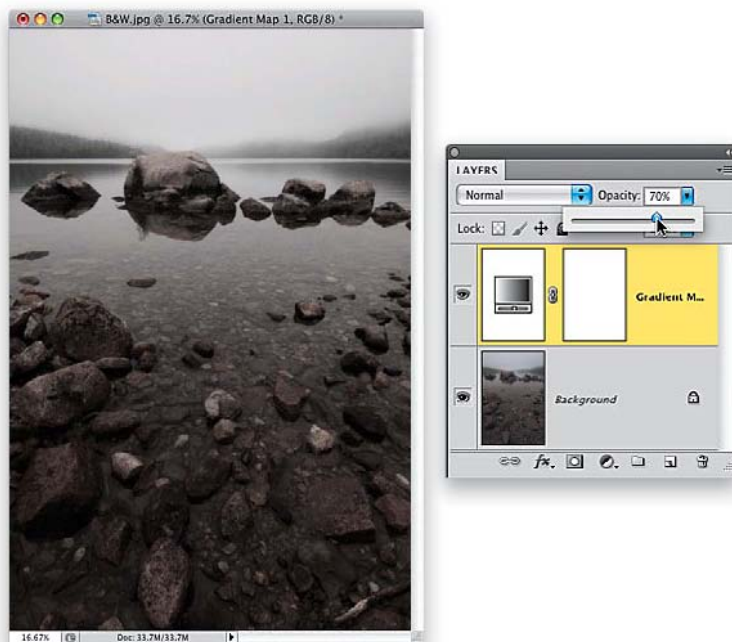 B&W.jpg @ 16.7% (Gradient Map 1, RGB/8) *
LAYERS
Normal
Opacity: 70%
Lock:
Gradient M...
Background
fx.
16.67%
Doc: 33.7M/33.7M